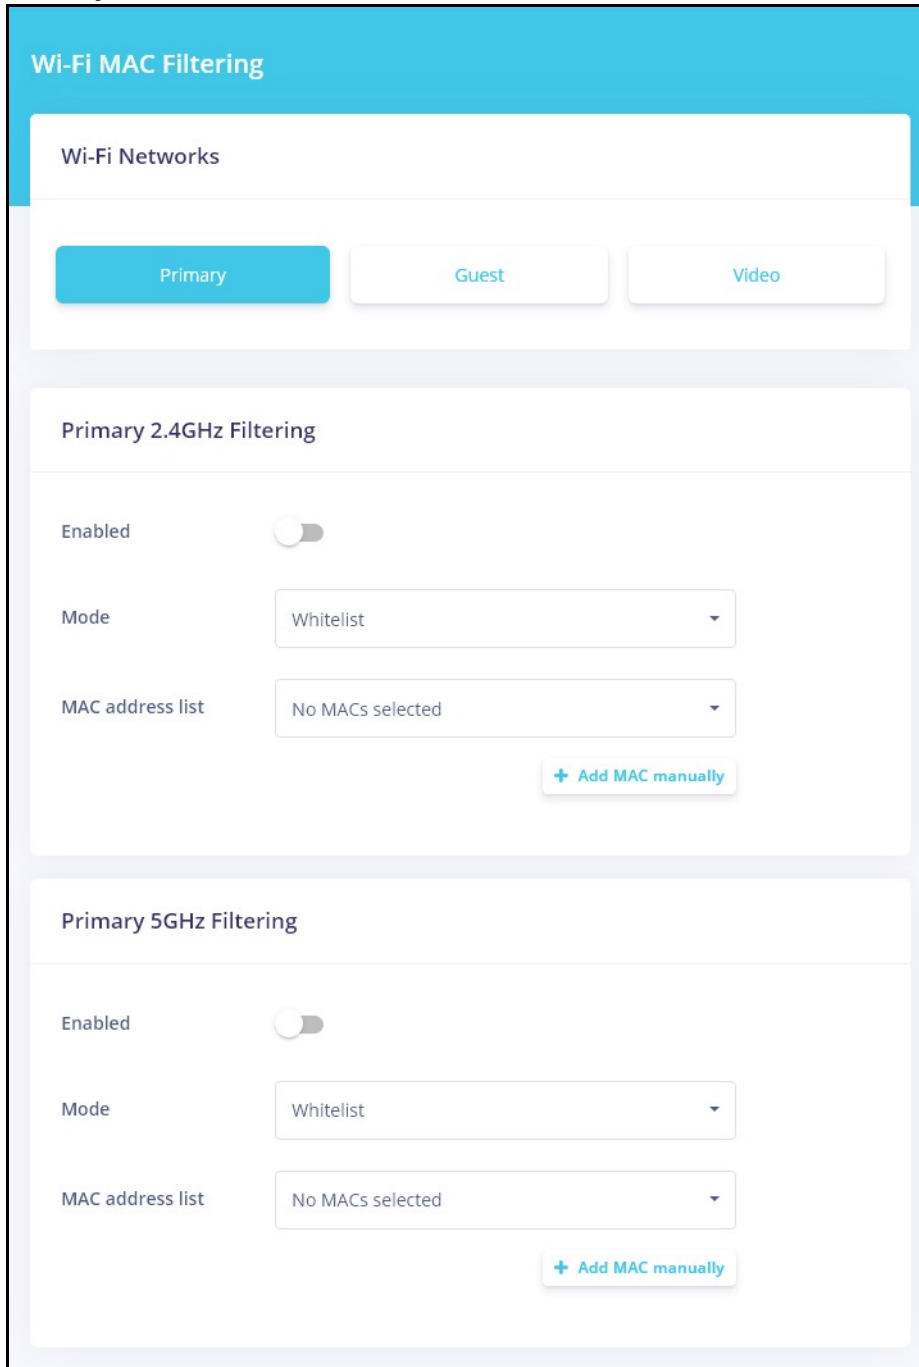 Wi-Fi MAC Filtering
Wi-Fi Networks
Primary Guest Video
Primary 2.4GHz Filtering
Enabled
Mode Whitelist
MAC address list No MACs selected
+ Add MAC manually
Primary 5GHz Filtering
Enabled
Mode Whitelist
MAC address list No MACs selected
+ Add MAC manually